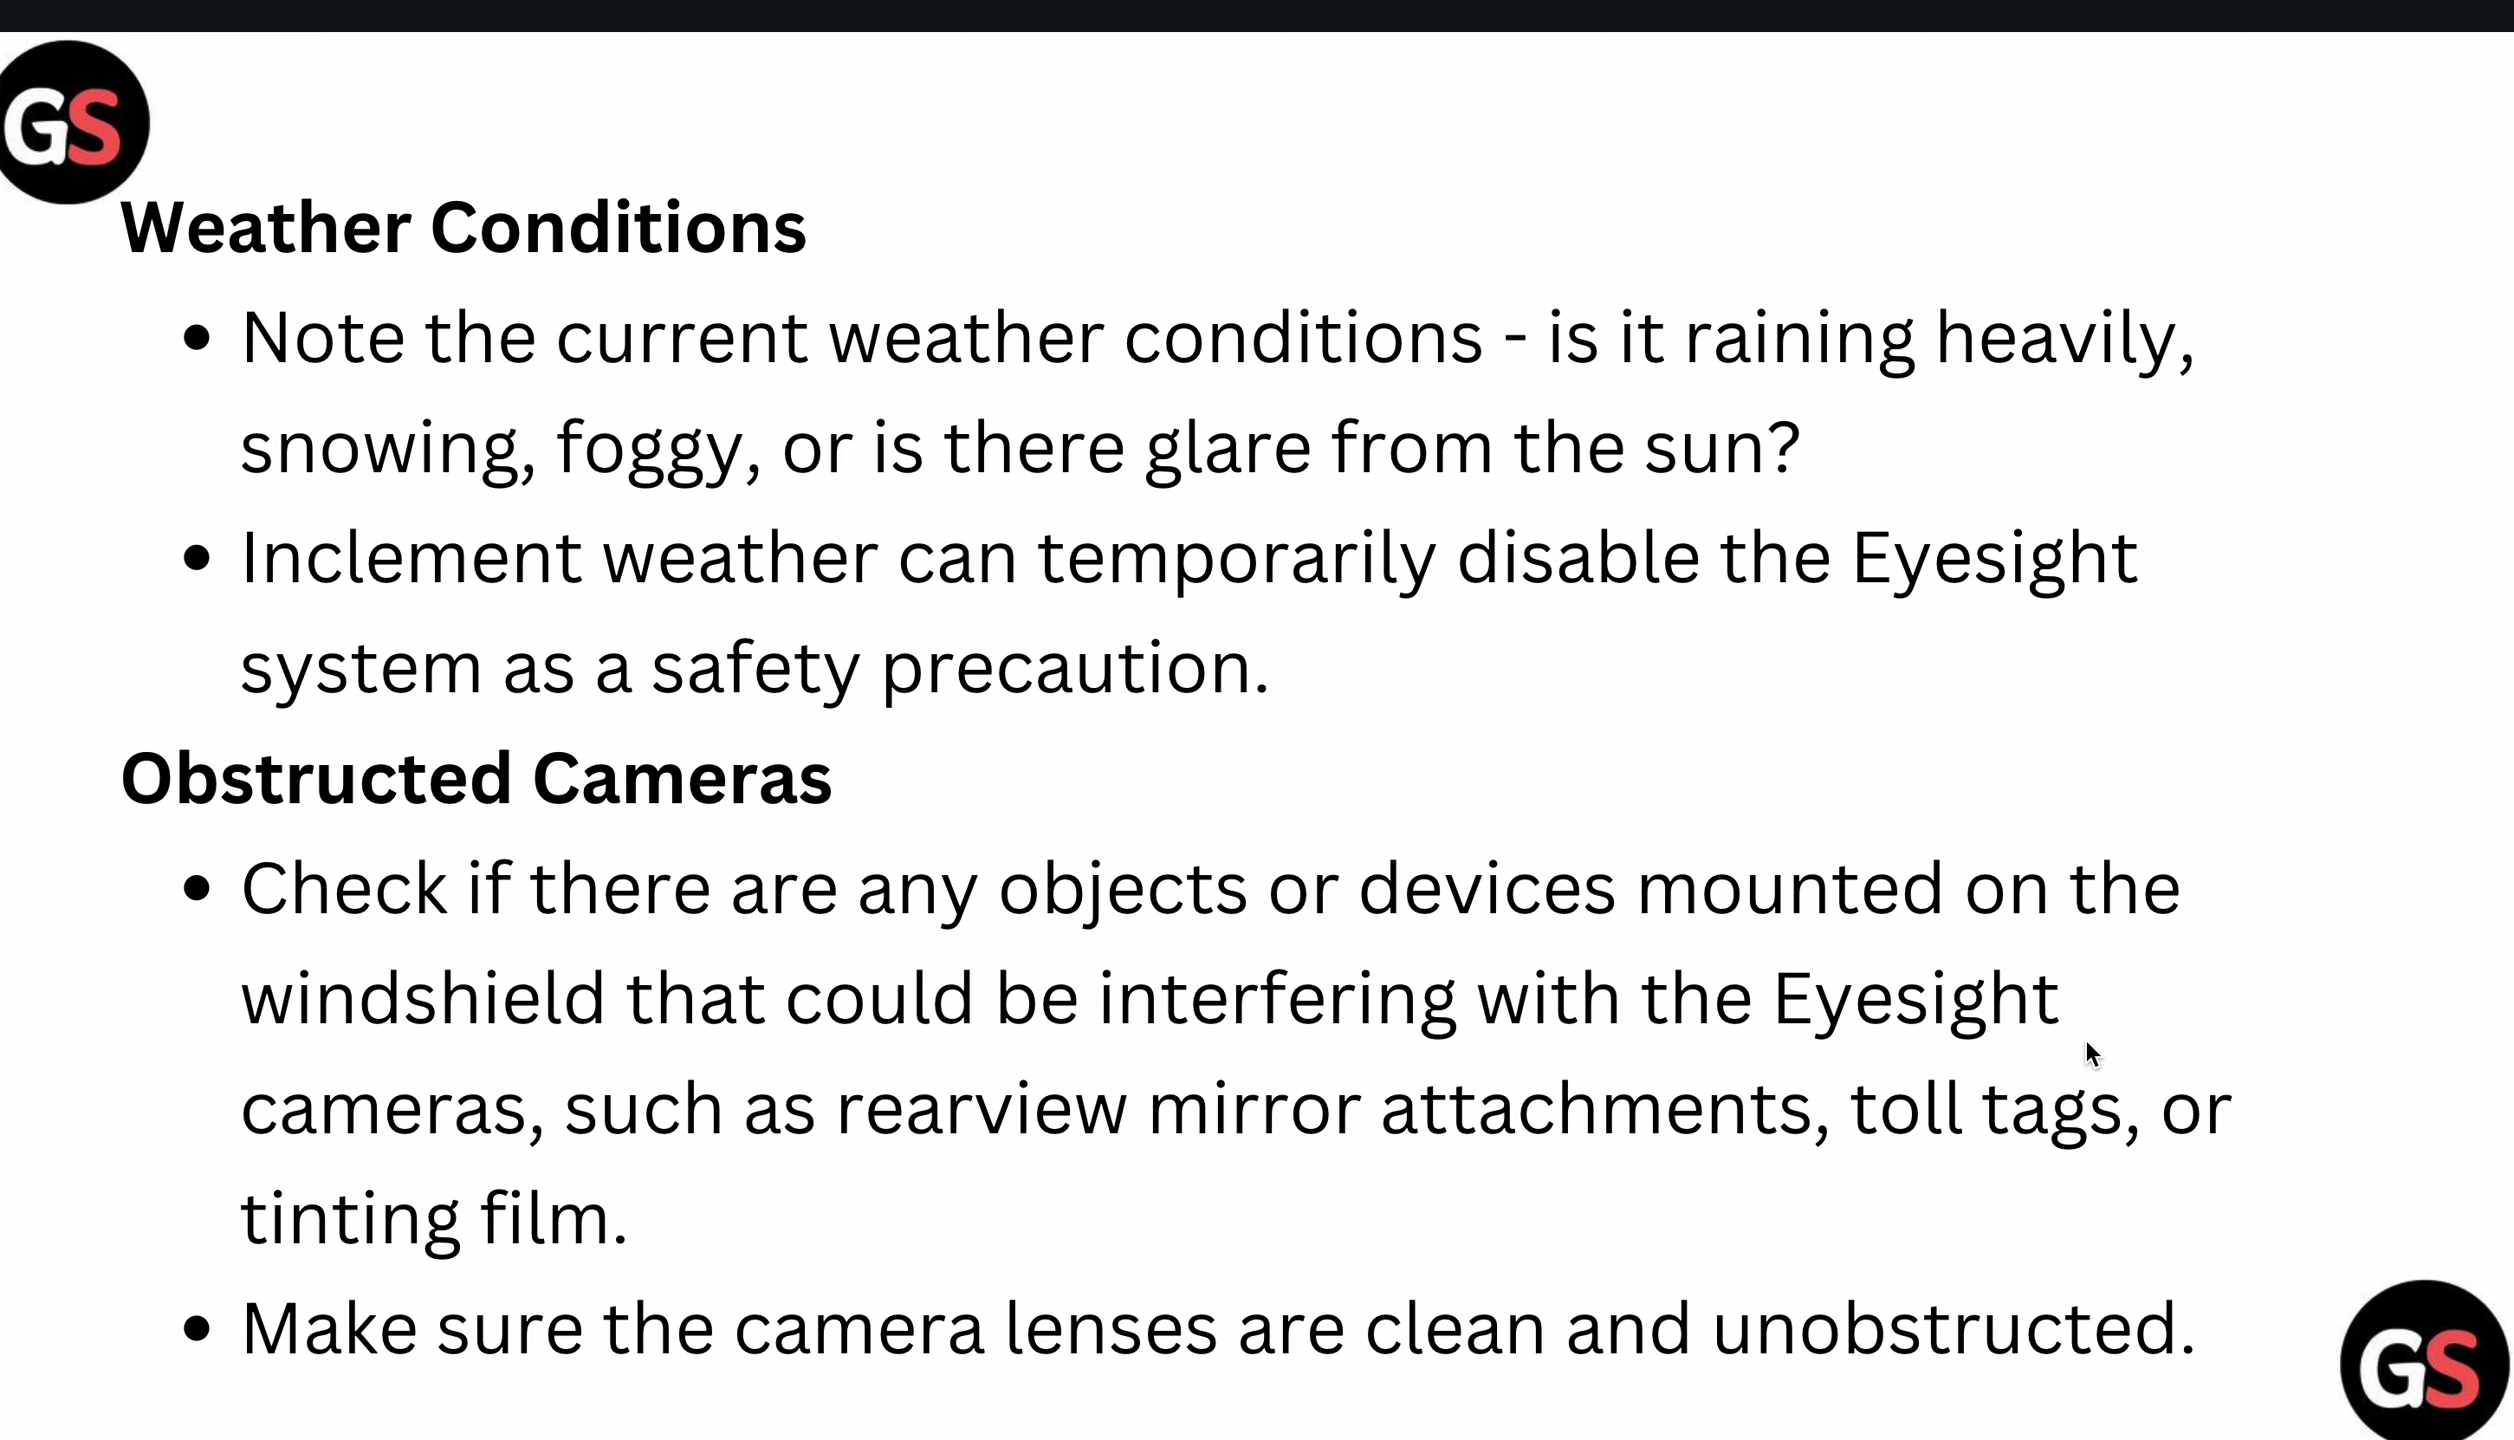 GS
Weather Conditions
• Note the current weather conditions - is it raining heavily,
snowing, foggy, or is there glare from the sun?
• Inclement weather can temporarily disable the Eyesight
system as a safety precaution.
Obstructed Cameras
• Check if there are any objects or devices mounted on the
windshield that could be interfering with the Eyesight
cameras, such as rearview mirror attachments, toll tags, or
tinting film.
• Make sure the camera lenses are clean and unobstructed.
GS